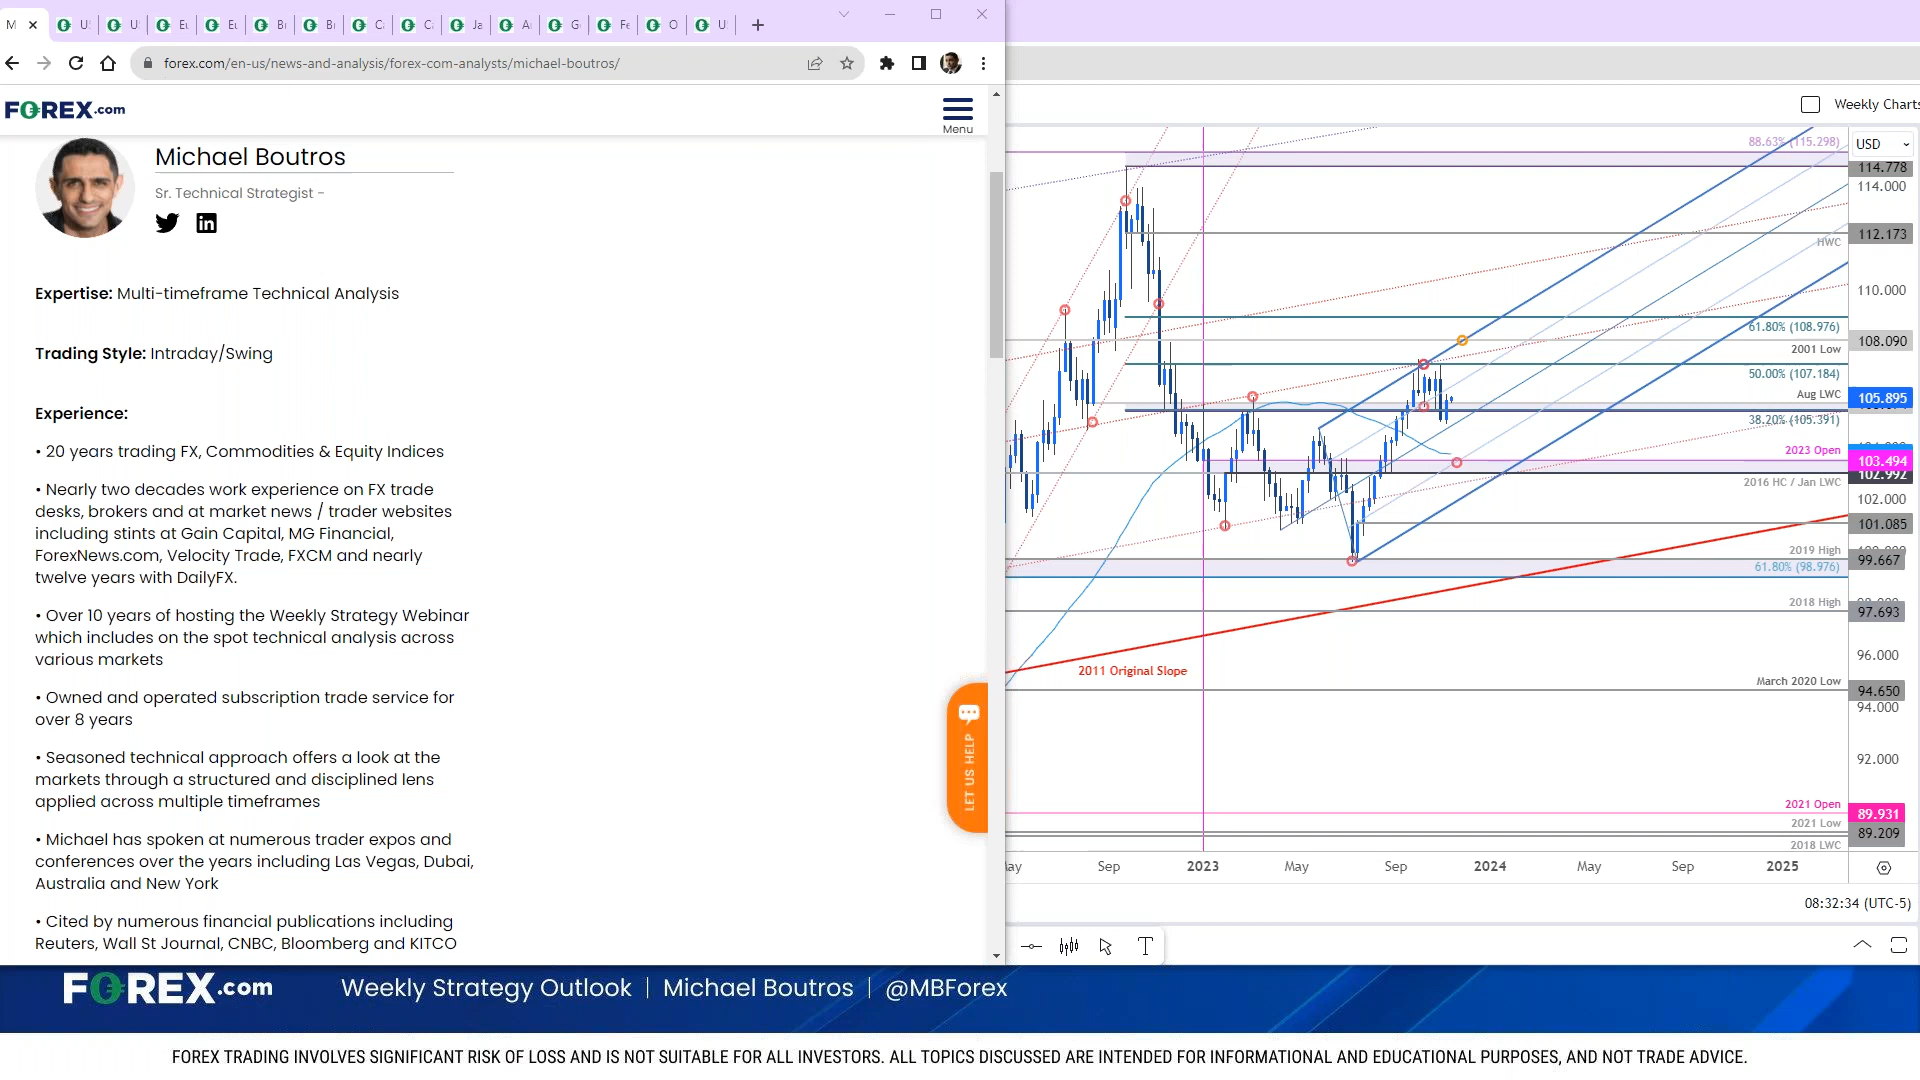 M
U
U
Eu
Eu
Bi
Bi
C
C
Ja
A
G
Fe
O
U
forex.com/en-us/news-and-analysis/forex-com-analysts/michael-boutros/
FOREX.com
Menu
Michael Boutros
Sr. Technical Strategist -
Expertise: Multi-timeframe Technical Analysis
Trading Style: Intraday/Swing
Experience:
• 20 years trading FX, Commodities & Equity Indices
• Nearly two decades work experience on FX trade
desks, brokers and at market news / trader websites
including stints at Gain Capital, MG Financial,
ForexNews.com, Velocity Trade, FXCM and nearly
twelve years with DailyFX.
• Over 10 years of hosting the Weekly Strategy Webinar
which includes on the spot technical analysis across
various markets
• Owned and operated subscription trade service for
over 8 years
• Seasoned technical approach offers a look at the
markets through a structured and disciplined lens
applied across multiple timeframes
• Michael has spoken at numerous trader expos and
conferences over the years including Las Vegas, Dubai,
Australia and New York
• Cited by numerous financial publications including
Reuters, Wall St Journal, CNBC, Bloomberg and KITCO
LET US HELP
Weekly Charts
USD
88.63% (115.298)
114.778
114.000
112.173
HWC
110.000
61.80% (108.976)
2001 Low
108.090
50.00% (107.184)
Aug LWC
105.895
38.20% (105.391)
2023 Open
103.494
102.992
2016 HC / Jan LWC
102.000
101.085
2019 High
99.667
61.80% (98.976)
2018 High
97.693
96.000
2011 Original Slope
March 2020 Low
94.650
94.000
92.000
2021 Open
89.931
2021 Low
89.209
2018 LWC
May
Sep
2023
May
Sep
2024
May
Sep
2025
08:32:34 (UTC-5)
FOREX.com
Weekly Strategy Outlook | Michael Boutros | @MBForex
FOREX TRADING INVOLVES SIGNIFICANT RISK OF LOSS AND IS NOT SUITABLE FOR ALL INVESTORS. ALL TOPICS DISCUSSED ARE INTENDED FOR INFORMATIONAL AND EDUCATIONAL PURPOSES, AND NOT TRADE ADVICE.